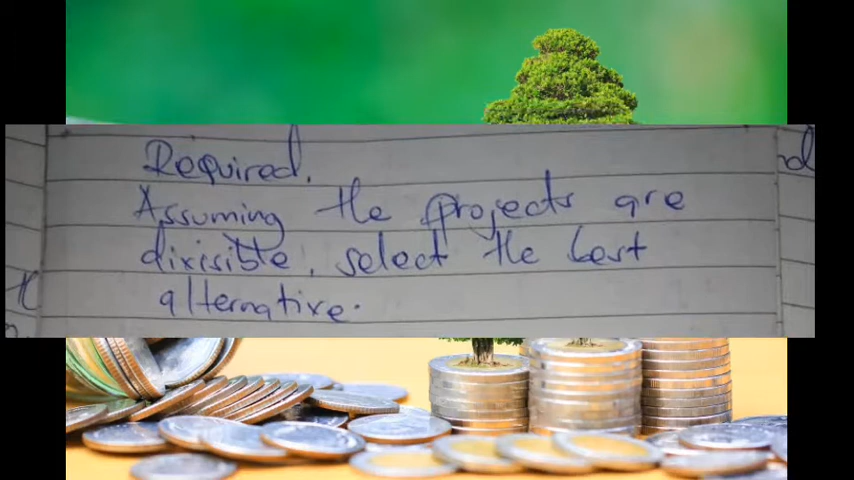 Required.
Assuming the projects are
divisible, select the best
alternative.